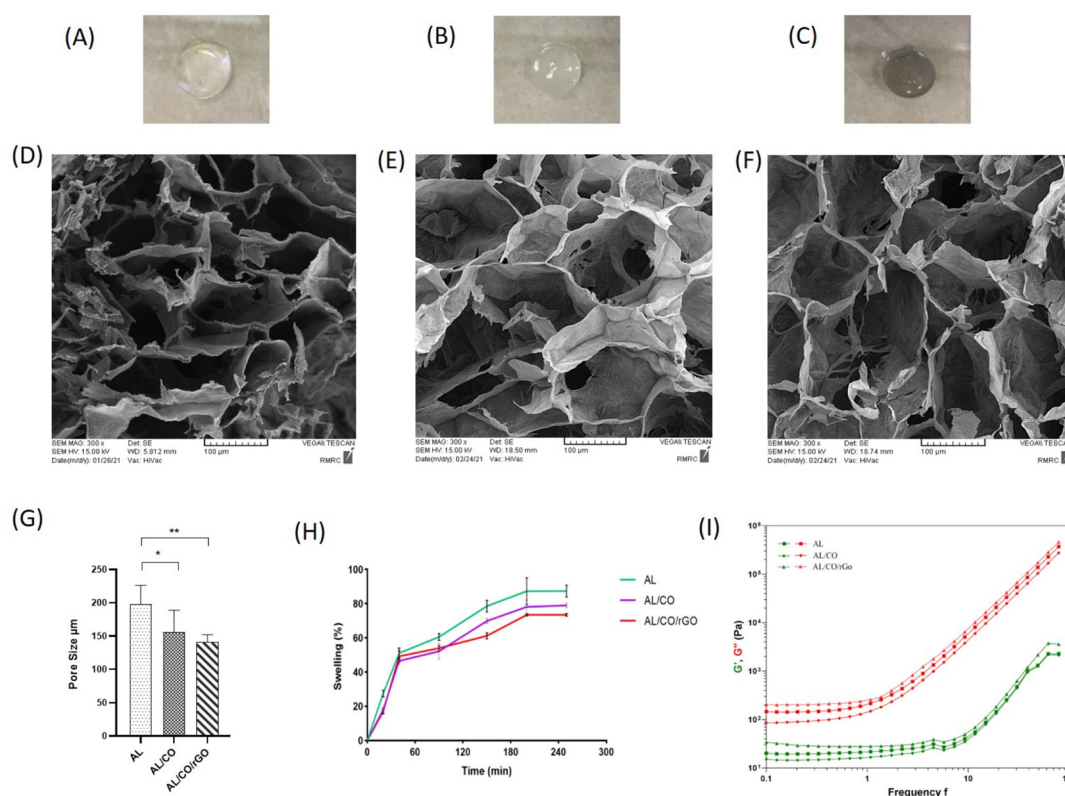 (A)
(B)
(C)
(D)
(E)
(F)
SEM MAG: 300 x Det: SE
SEM HV: 15.00 kV WD: 5.812 mm 100 µm VEGA\\ TESCAN
Date(m/d/y): 01/26/21 Vac: HiVac RMRC
SEM MAG: 300 x Det: SE
SEM HV: 15.00 kV WD: 18.50 mm 100 µm VEGA\\ TESCAN
Date(m/d/y): 02/24/21 Vac: HiVac RMRC
SEM MAG: 300 x Det: SE
SEM HV: 15.00 kV WD: 18.74 mm 100 µm VEGA\\ TESCAN
Date(m/d/y): 02/24/21 Vac: HiVac RMRC
(G)
**
*
250
200
150
100
50
0
Pore Size µm
AL
AL/CO
AL/CO/rGO
(H)
100
80
60
40
20
0
Swelling (%)
0 60 120 180 240 300
Time (min)
AL
AL/CO
AL/CO/rGO
(I)
10⁶
10⁵
10⁴
10³
10²
10¹
G', G'' (Pa)
AL
AL/CO
AL/CO/rGo
0.1 1 10
Frequency f